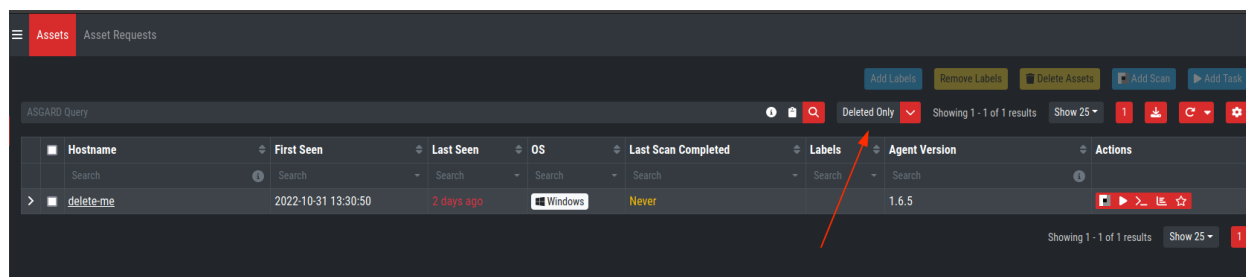 Assets Asset Requests
Add Labels Remove Labels Delete Assets Add Scan Add Task
ASGARD Query Deleted Only Showing 1 - 1 of 1 results Show 25 1
Hostname First Seen Last Seen OS Last Scan Completed Labels Agent Version Actions
Search Search Search Search Search Search Search
delete-me 2022-10-31 13:30:50 2 days ago Windows Never 1.6.5
Showing 1 - 1 of 1 results Show 25 1